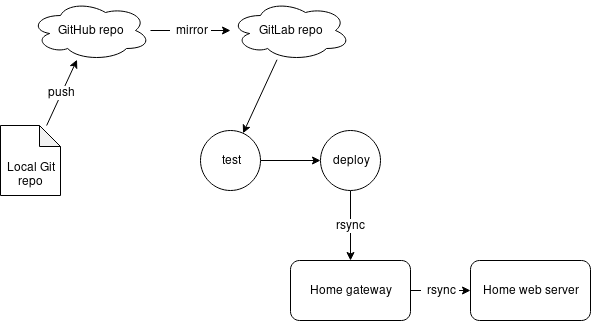 GitHub repo
mirror
GitLab repo
push
Local Git
repo
test
deploy
rsync
Home gateway
rsync
Home web server